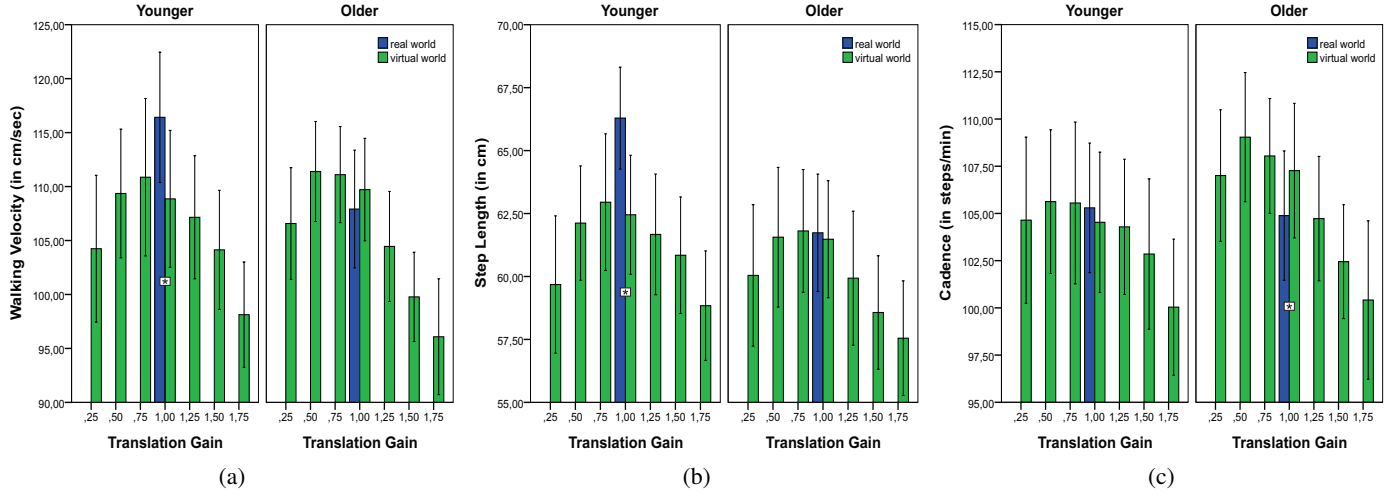 Younger
Older
Walking Velocity (in cm/sec)
125,00
120,00
115,00
110,00
105,00
100,00
95,00
90,00
real world
virtual world
*
,25 ,50 ,75 1,00 1,25 1,50 1,75
,25 ,50 ,75 1,00 1,25 1,50 1,75
Translation Gain
Translation Gain
(a)
Younger
Older
Step Length (in cm)
70,00
67,50
65,00
62,50
60,00
57,50
55,00
real world
virtual world
*
,25 ,50 ,75 1,00 1,25 1,50 1,75
,25 ,50 ,75 1,00 1,25 1,50 1,75
Translation Gain
Translation Gain
(b)
Younger
Older
Cadence (in steps/min)
115,00
112,50
110,00
107,50
105,00
102,50
100,00
97,50
95,00
real world
virtual world
*
,25 ,50 ,75 1,00 1,25 1,50 1,75
,25 ,50 ,75 1,00 1,25 1,50 1,75
Translation Gain
Translation Gain
(c)